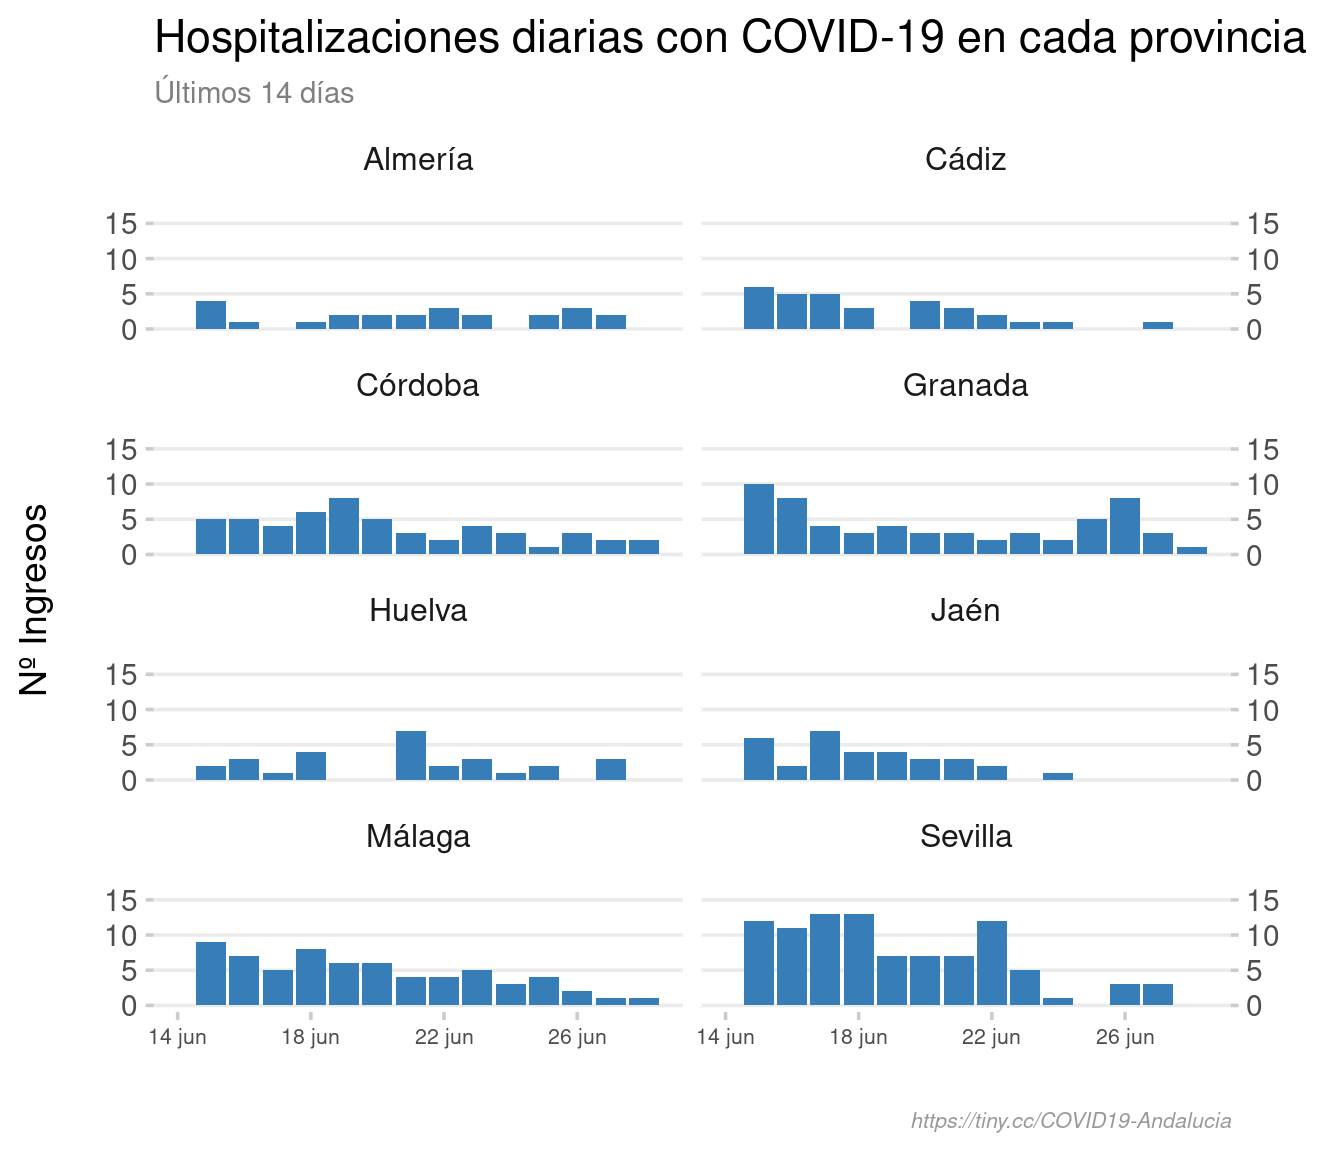 Hospitalizaciones diarias con COVID-19 en cada provincia
Últimos 14 días
Almería Cádiz
15 15
10 10
5 5
0 0
Córdoba Granada
15 15
10 10
5 5
0 0
Nº Ingresos
Huelva Jaén
15 15
10 10
5 5
0 0
Málaga Sevilla
15 15
10 10
5 5
0 0
14 jun 18 jun 22 jun 26 jun 14 jun 18 jun 22 jun 26 jun
https://tiny.cc/COVID19-Andalucia